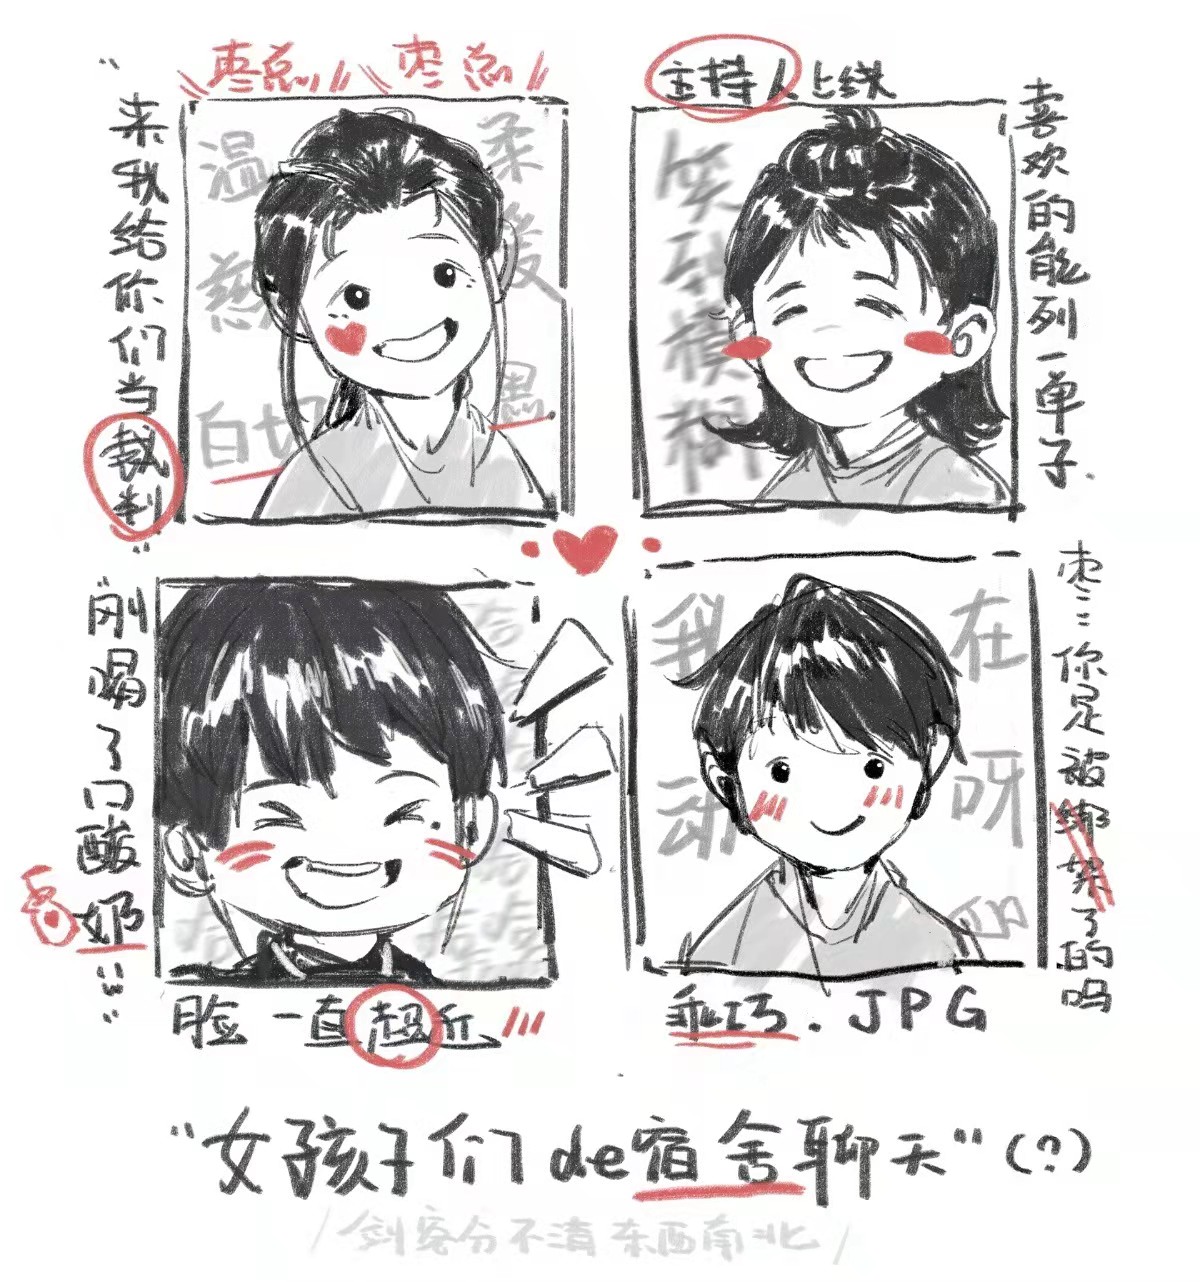 枣总 枣总
“来我给你们当裁判”
温柔
慈爱
白切黑
主持人上线
笑动模糊
喜欢的能列一单子.
“刚喝了口酸奶”
脸一直超近
我在
动呀
枣::你是被绑架了的吗
乖巧.JPG
“女孩子们de宿舍聊天”(?)
/剑客分不清东西南北/